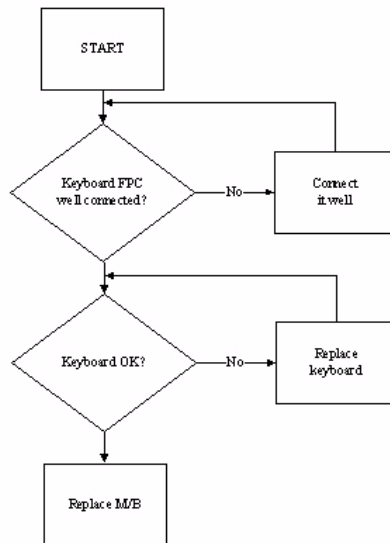 START
Keyboard FPC
well connected?
No
Connect
it well
Keyboard OK?
No
Replace
keyboard
Replace M/B